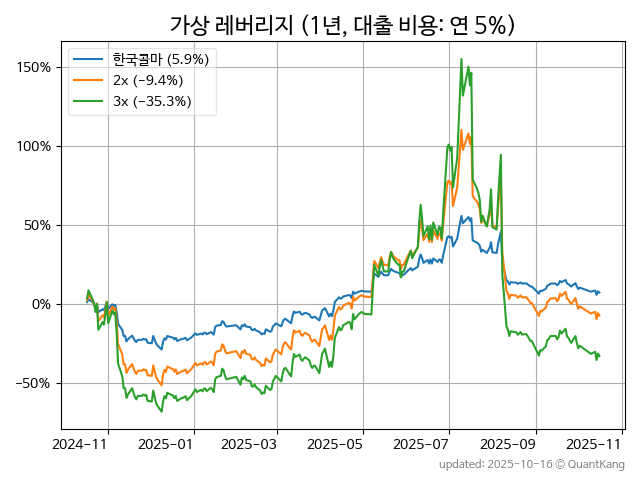 가상 레버리지 (1년, 대출 비용: 연 5%)
한국콜마 (5.9%)
2x (−9.4%)
3x (−35.3%)
150%
100%
50%
0%
−50%
2024-11
2025-01
2025-03
2025-05
2025-07
2025-09
2025-11
updated: 2025-10-16 © QuantKang